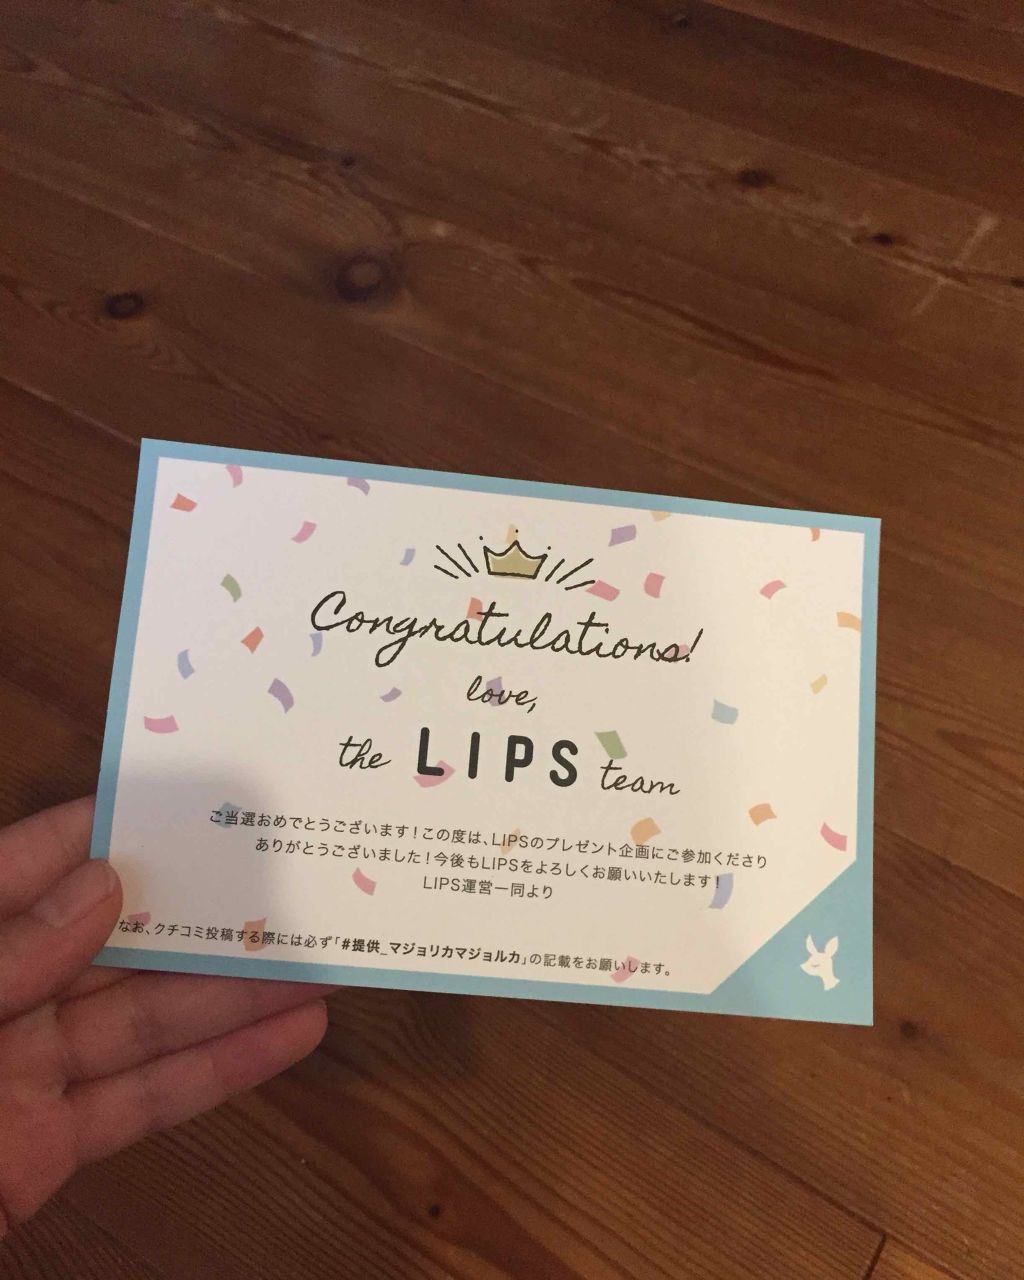 Congratulations!
love,
the LIPS team
ご当選おめでとうございます！この度は、LIPSのプレゼント企画にご参加くださり
ありがとうございました！今後もLIPSをよろしくお願いいたします！
LIPS運営一同より
なお、クチコミ投稿する際には必ず「#提供_マジョリカマジョルカ」の記載をお願いします。